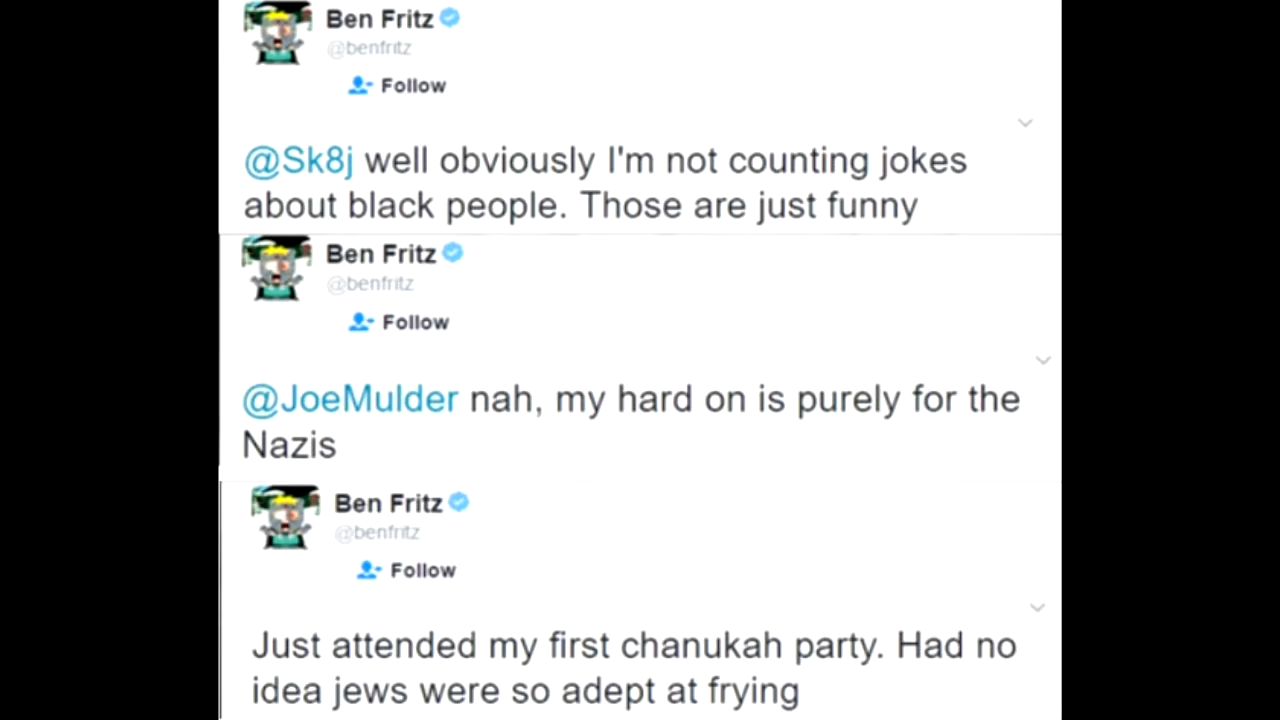 Ben Fritz
@benfritz
Follow
@Sk8j well obviously I'm not counting jokes
about black people. Those are just funny
Ben Fritz
@benfritz
Follow
@JoeMulder nah, my hard on is purely for the
Nazis
Ben Fritz
@benfritz
Follow
Just attended my first chanukah party. Had no
idea jews were so adept at frying